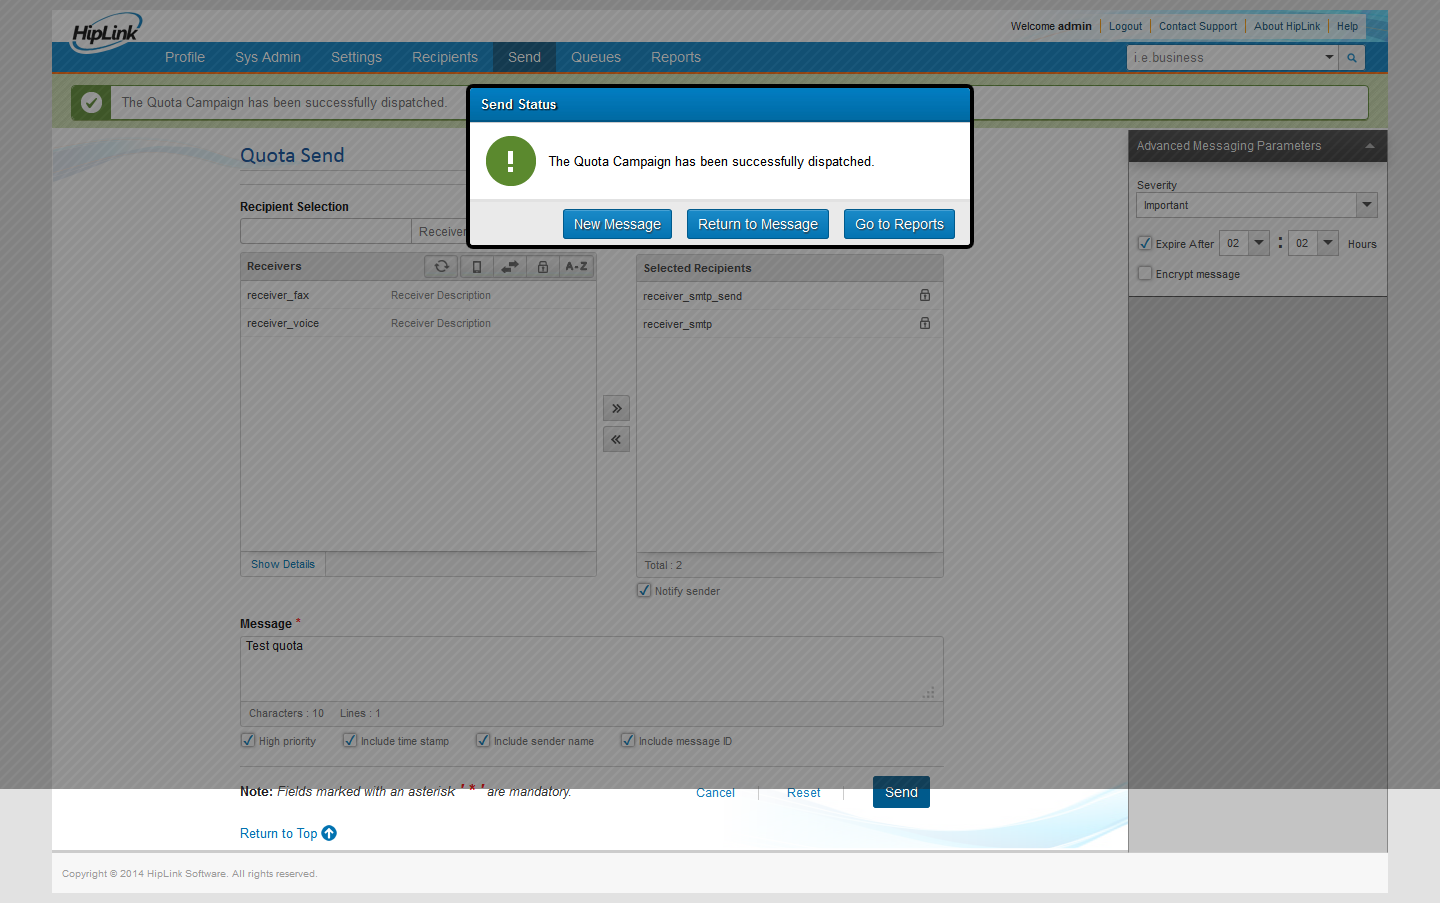 HipLink
Welcome admin Logout Contact Support About HipLink Help
Profile Sys Admin Settings Recipients Send Queues Reports
i.e.business
The Quota Campaign has been successfully dispatched.
Send Status
The Quota Campaign has been successfully dispatched.
New Message Return to Message Go to Reports
Quota Send
Recipient Selection
Receiver
Receivers A-Z
receiver_fax Receiver Description
receiver_voice Receiver Description
Show Details
Selected Recipients
receiver_smtp_send
receiver_smtp
Total : 2
Notify sender
Message *
Test quota
Characters : 10 Lines : 1
High priority Include time stamp Include sender name Include message ID
Note: Fields marked with an asterisk ' * ' are mandatory.
Cancel Reset Send
Return to Top
Advanced Messaging Parameters
Severity
Important
Expire After 02 : 02 Hours
Encrypt message
Copyright © 2014 HipLink Software. All rights reserved.